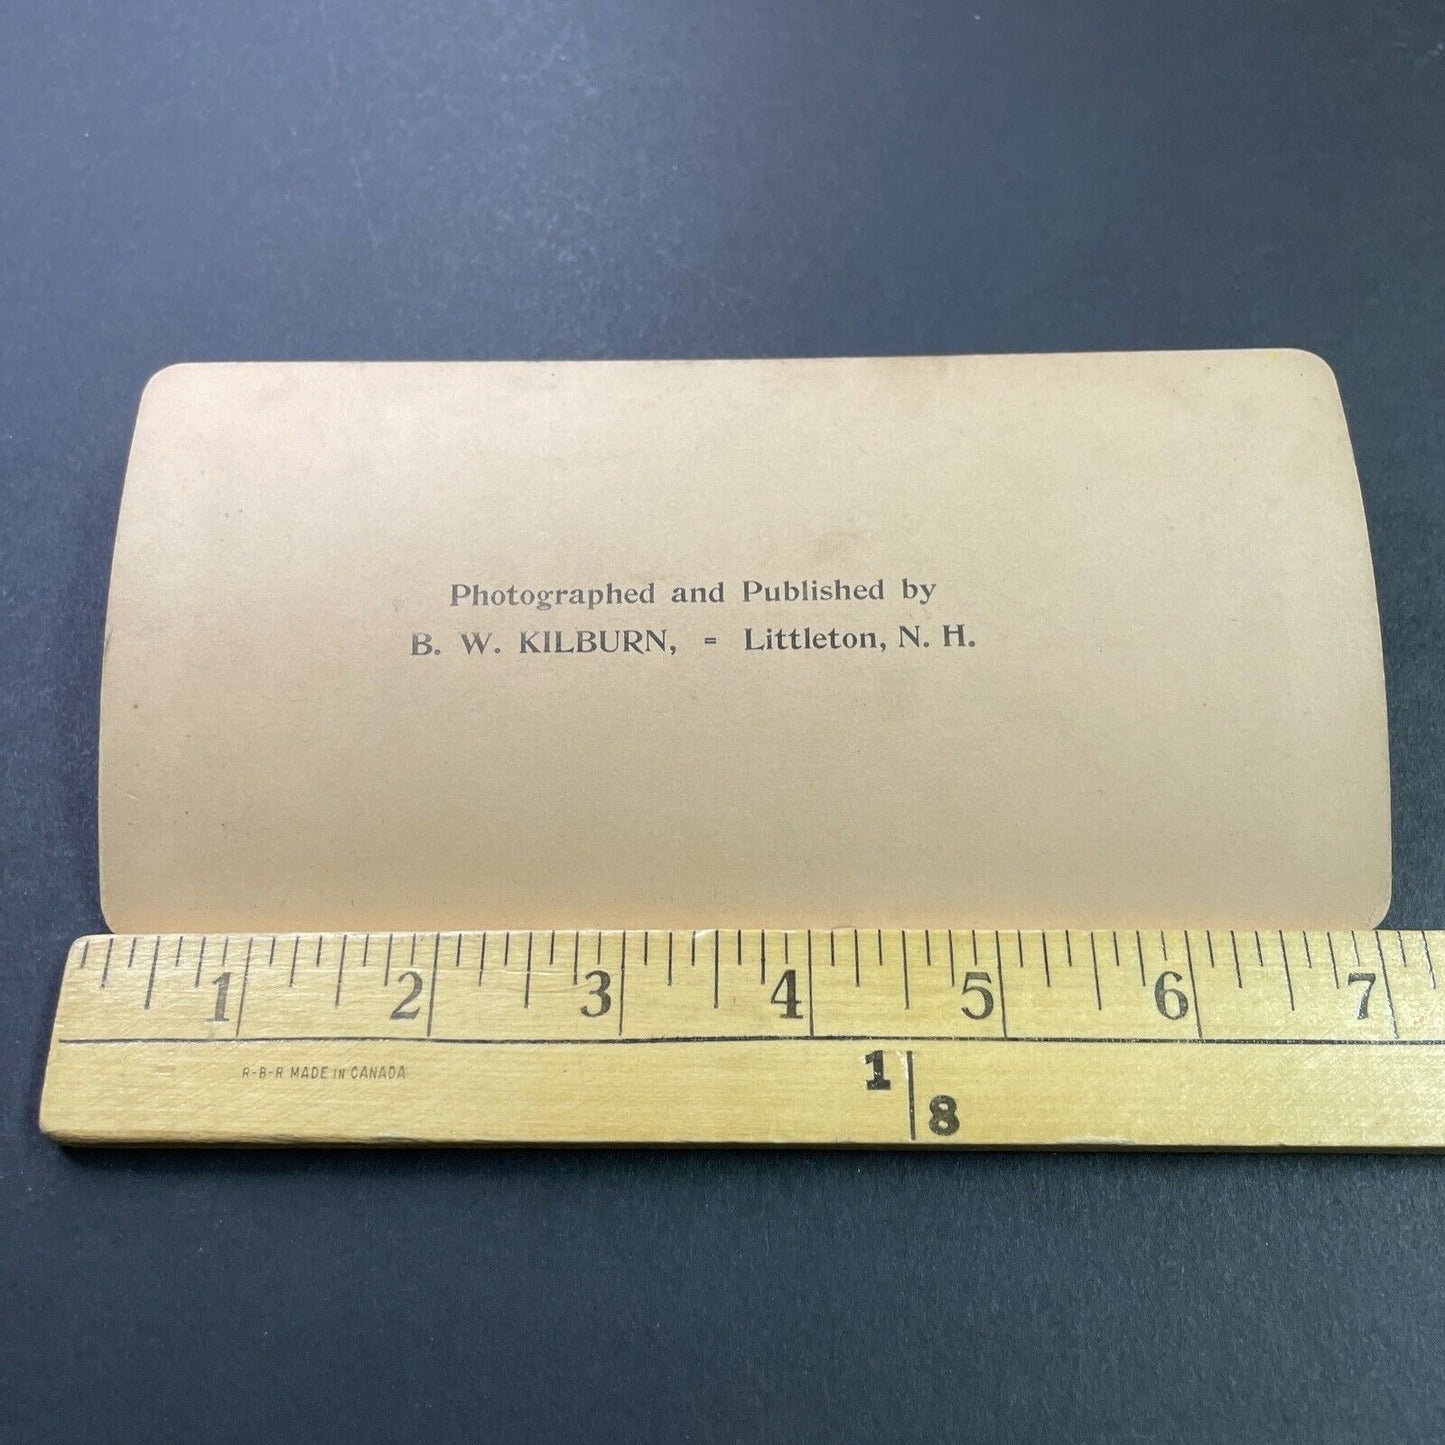 Photographed and Published by
B. W. KILBURN, = Littleton, N. H.
1 2 3 4 5 6 7
R-B-R MADE IN CANADA
1 8